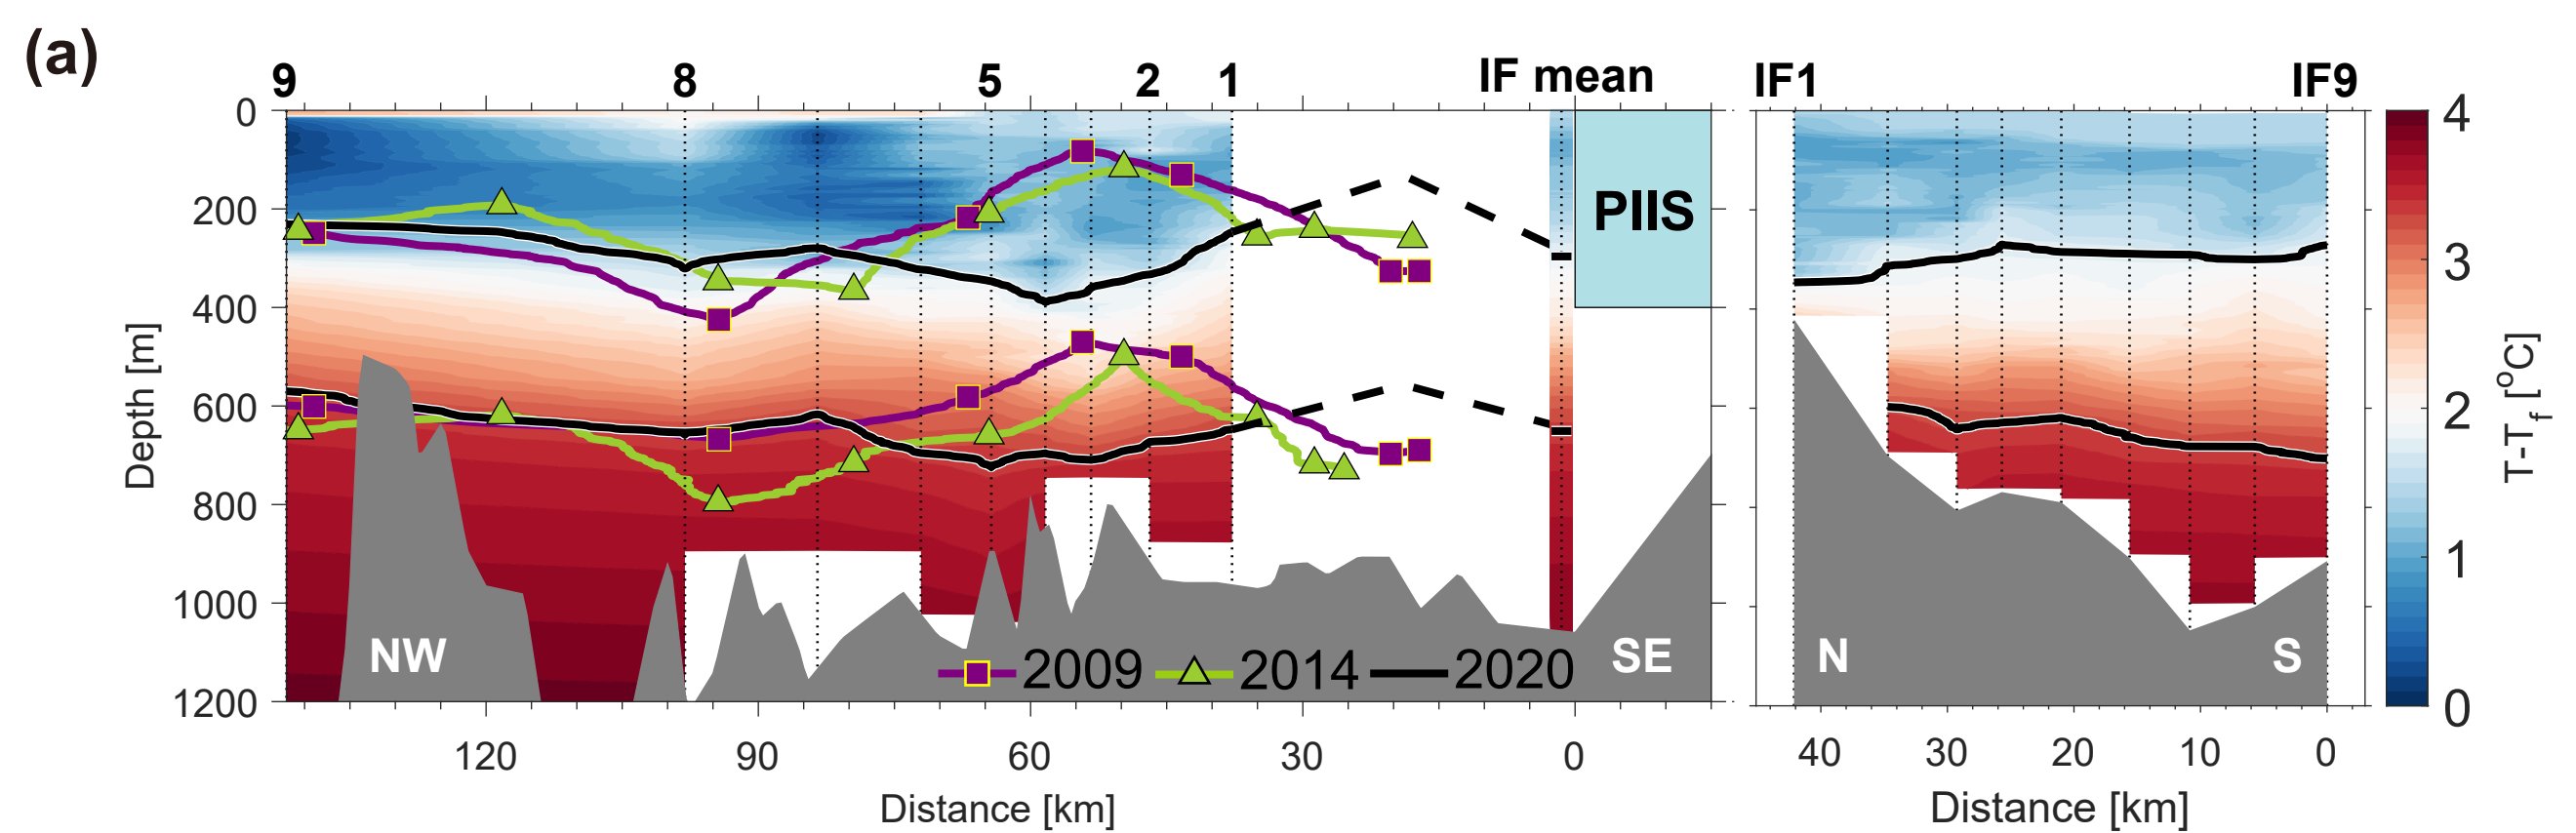 (a)
9 8 5 2 1 IF mean IF1 IF9
0
200
400
600
800
1000
1200
Depth [m]
PIIS
NW
SE
2009 2014 2020
120 90 60 30 0
Distance [km]
N
S
40 30 20 10 0
Distance [km]
4
3
2
1
0
T-Tf [oC]